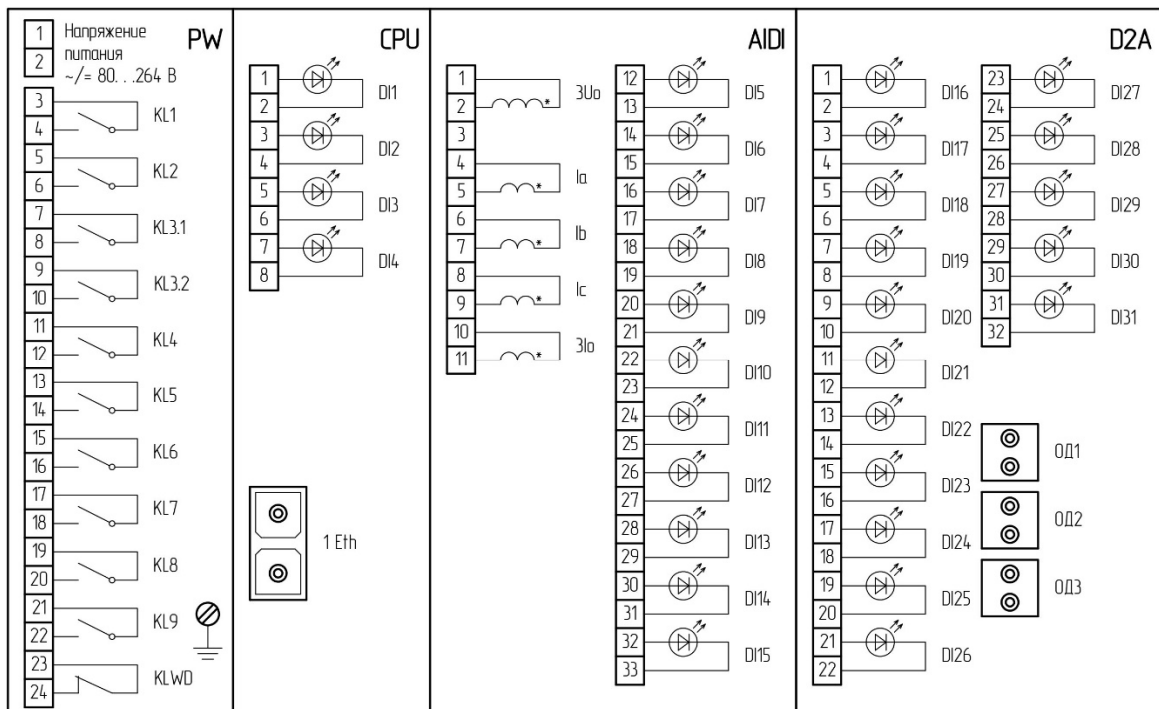 PW
1 Напряжение
2 питания
~/= 80. . .264 В
3
4 KL1
5
6 KL2
7
8 KL3.1
9
10 KL3.2
11
12 KL4
13
14 KL5
15
16 KL6
17
18 KL7
19
20 KL8
21
22 KL9
23
24 KLWD
CPU
1
2 DI1
3
4 DI2
5
6 DI3
7
8 DI4
1 Eth
AIDI
1
2 3Uo
3
4
5 Ia
6
7 Ib
8
9 Ic
10
11 3Io
12
13 DI5
14
15 DI6
16
17 DI7
18
19 DI8
20
21 DI9
22
23 DI10
24
25 DI11
26
27 DI12
28
29 DI13
30
31 DI14
32
33 DI15
D2A
1
2 DI16
3
4 DI17
5
6 DI18
7
8 DI19
9
10 DI20
11
12 DI21
13
14 DI22
15
16 DI23
17
18 DI24
19
20 DI25
21
22 DI26
23
24 DI27
25
26 DI28
27
28 DI29
29
30 DI30
31
32 DI31
ОД1
ОД2
ОД3